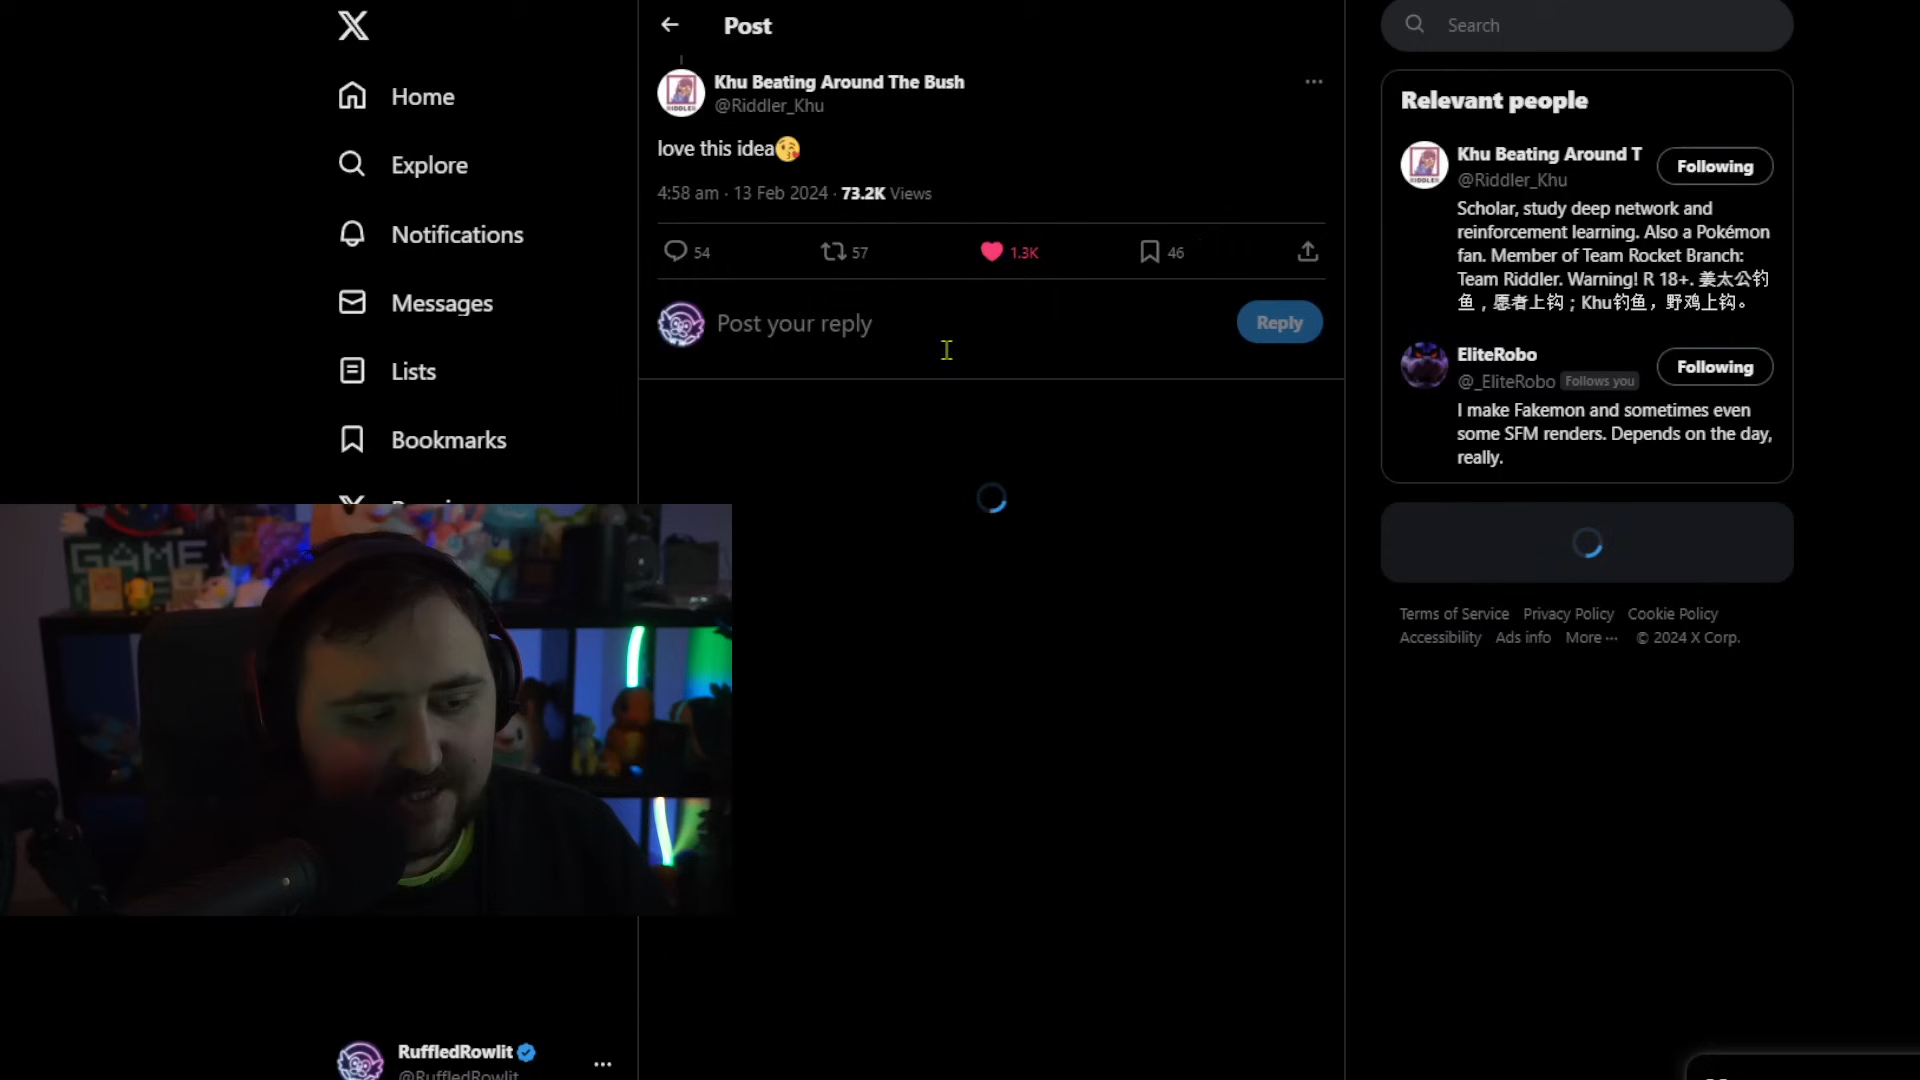 Post
Khu Beating Around The Bush
@Riddler_Khu
love this idea😘
4:58 am · 13 Feb 2024 · 73.2K Views
54
57
1.3K
46
Post your reply
Reply
Home
Explore
Notifications
Messages
Lists
Bookmarks
GAME
RuffledRowlit
@RuffledRowlit
Search
Relevant people
Khu Beating Around T
@Riddler_Khu
Following
Scholar, study deep network and
reinforcement learning. Also a Pokémon
fan. Member of Team Rocket Branch:
Team Riddler. Warning! R 18+. 姜太公钓
鱼，愿者上钩；Khu钓鱼，野鸡上钩。
EliteRobo
@_EliteRobo Follows you
Following
I make Fakemon and sometimes even
some SFM renders. Depends on the day,
really.
Terms of Service Privacy Policy Cookie Policy
Accessibility Ads info More ··· © 2024 X Corp.